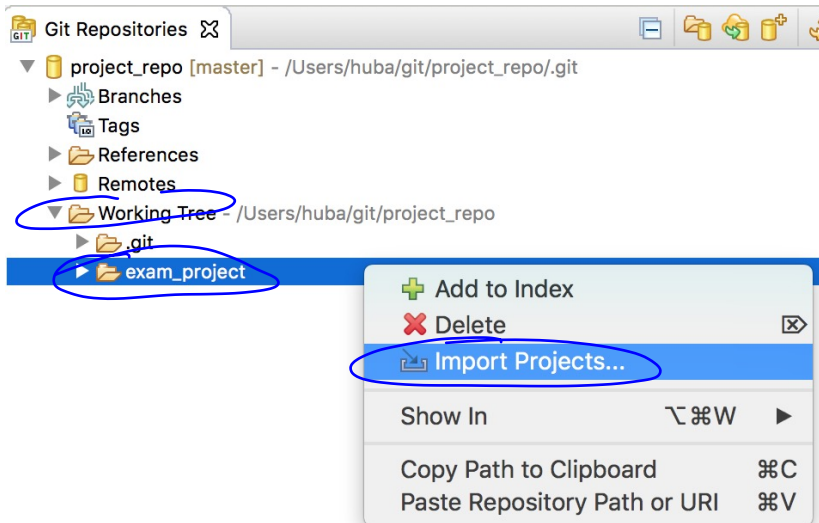 GIT Git Repositories
project_repo [master] - /Users/huba/git/project_repo/.git
Branches
Tags
References
Remotes
Working Tree - /Users/huba/git/project_repo
.git
exam_project
Add to Index
Delete
Import Projects...
Show In ⌥⌘W
Copy Path to Clipboard ⌘C
Paste Repository Path or URI ⌘V